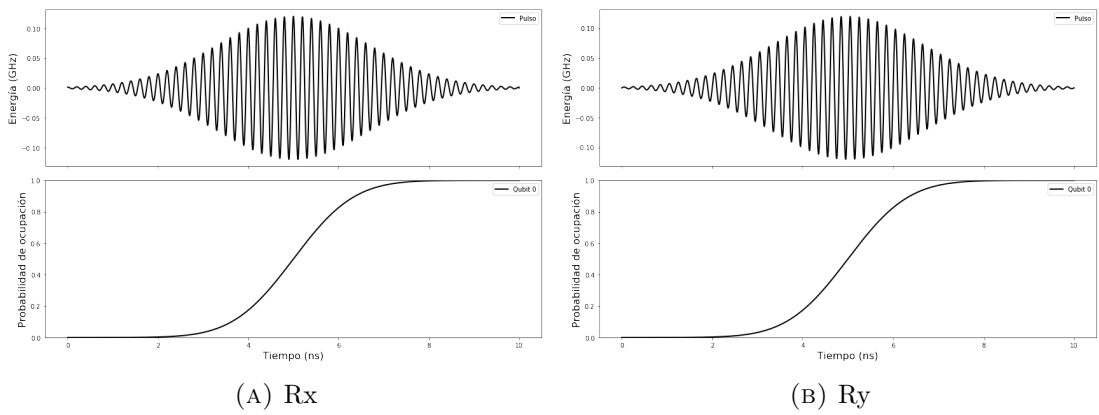 Pulso
Energía (GHz)
0.10
0.05
0.00
−0.05
−0.10
Qubit 0
Probabilidad de ocupación
1.0
0.8
0.6
0.4
0.2
0.0
0 2 4 6 8 10
Tiempo (ns)
(A) Rx
Pulso
Energía (GHz)
0.10
0.05
0.00
−0.05
−0.10
Qubit 0
Probabilidad de ocupación
1.0
0.8
0.6
0.4
0.2
0.0
0 2 4 6 8 10
Tiempo (ns)
(B) Ry